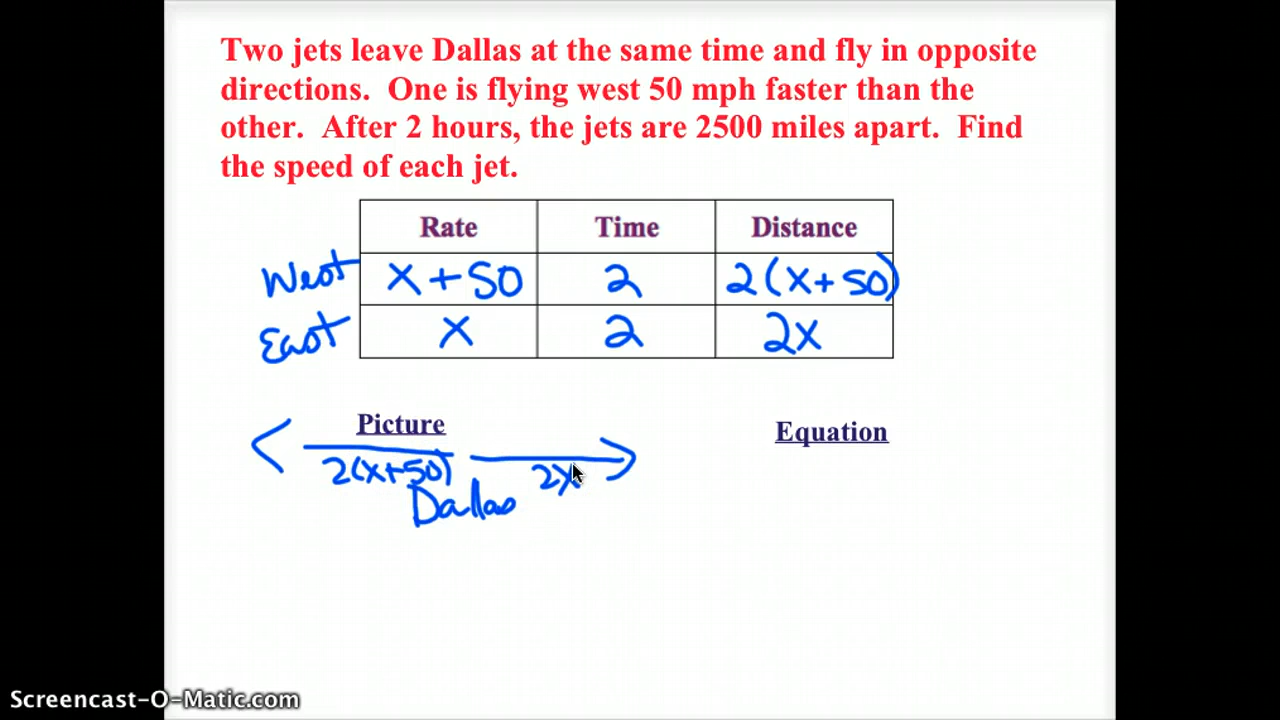 Two jets leave Dallas at the same time and fly in opposite
directions. One is flying west 50 mph faster than the
other. After 2 hours, the jets are 2500 miles apart. Find
the speed of each jet.
Rate Time Distance
West x+50 2 2(x+50)
East x 2 2x
Picture
2(x+50) 2x
Dallas
Equation
Screencast-O-Matic.com